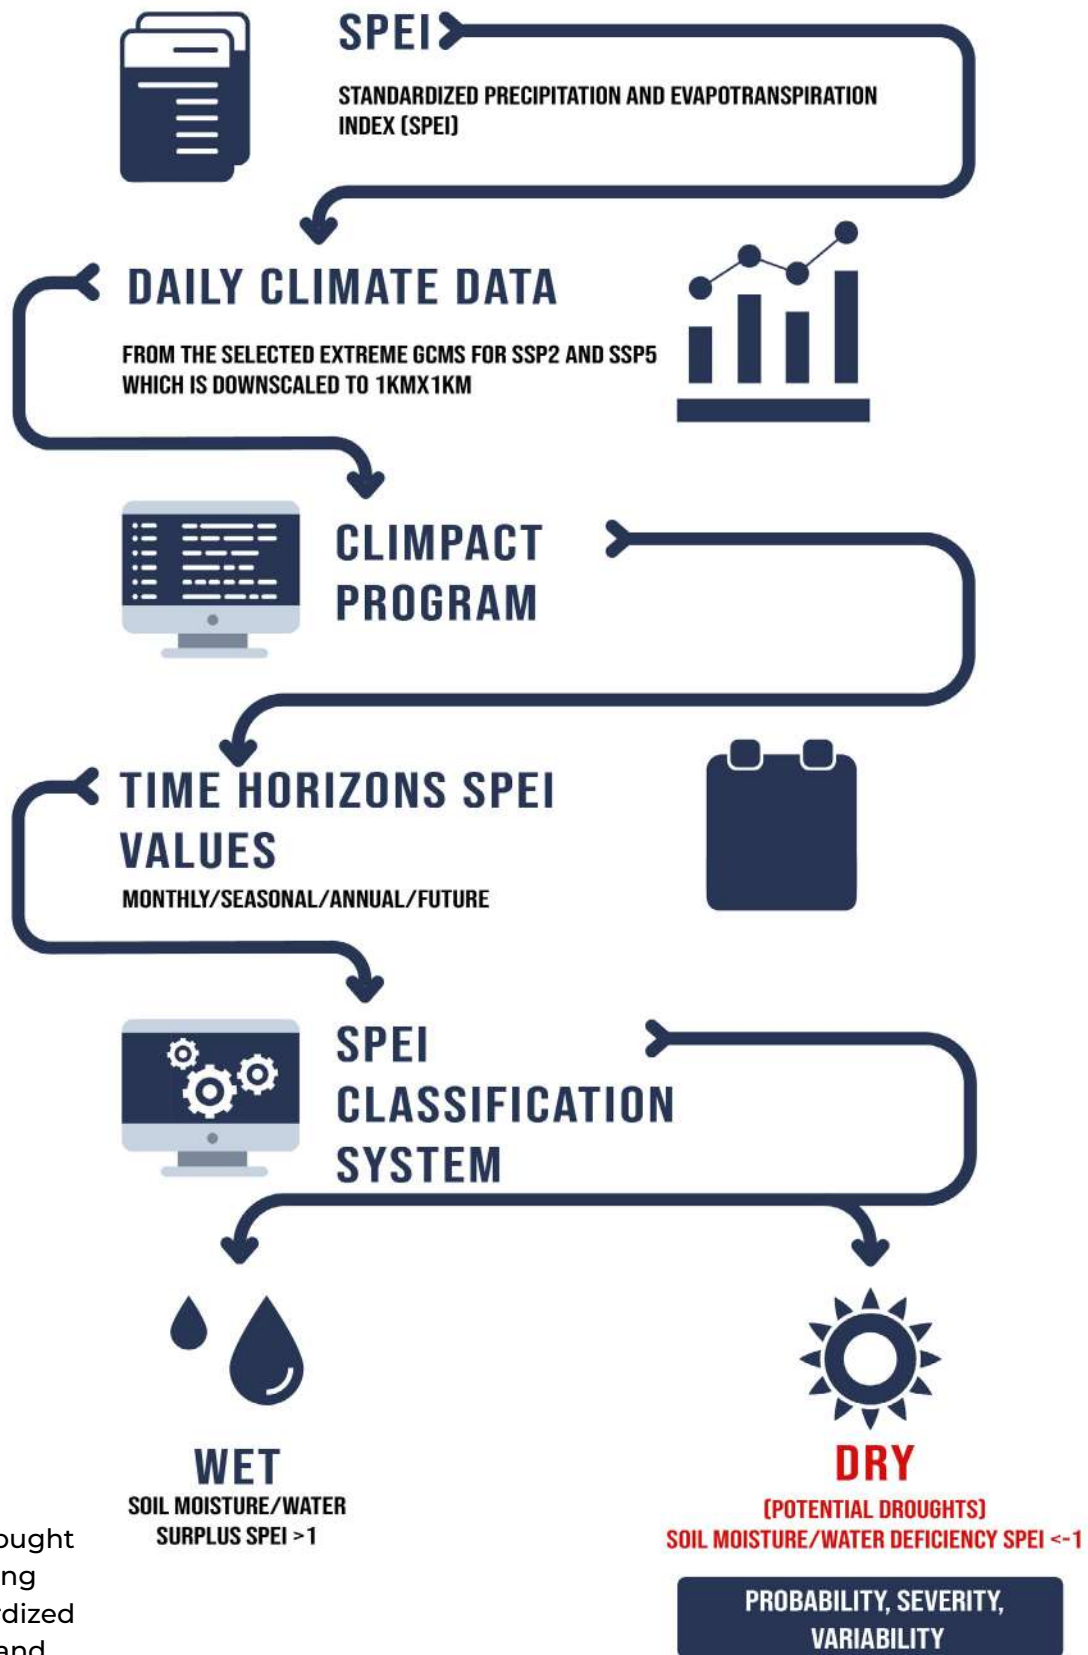 SPEI
STANDARDIZED PRECIPITATION AND EVAPOTRANSPIRATION
INDEX (SPEI)
DAILY CLIMATE DATA
FROM THE SELECTED EXTREME GCMS FOR SSP2 AND SSP5
WHICH IS DOWNSCALED TO 1KMX1KM
CLIMPACT
PROGRAM
TIME HORIZONS SPEI
VALUES
MONTHLY/SEASONAL/ANNUAL/FUTURE
SPEI
CLASSIFICATION
SYSTEM
WET
SOIL MOISTURE/WATER
SURPLUS SPEI >1
DRY
(POTENTIAL DROUGHTS)
SOIL MOISTURE/WATER DEFICIENCY SPEI <-1
PROBABILITY, SEVERITY,
VARIABILITY
and